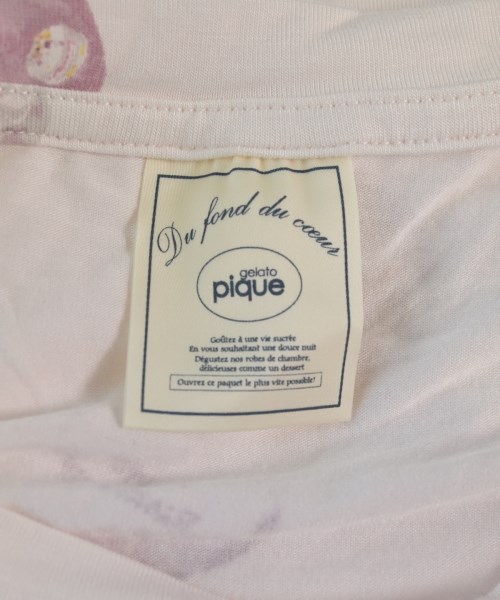 Du fond du cœur
gelato
pique
Goûtez à une vie sucrée
En vous souhaitant une douce nuit
Dégustez nos robes de chambre,
délicieuses comme un dessert
Ouvrez ce paquet le plus vite possible!